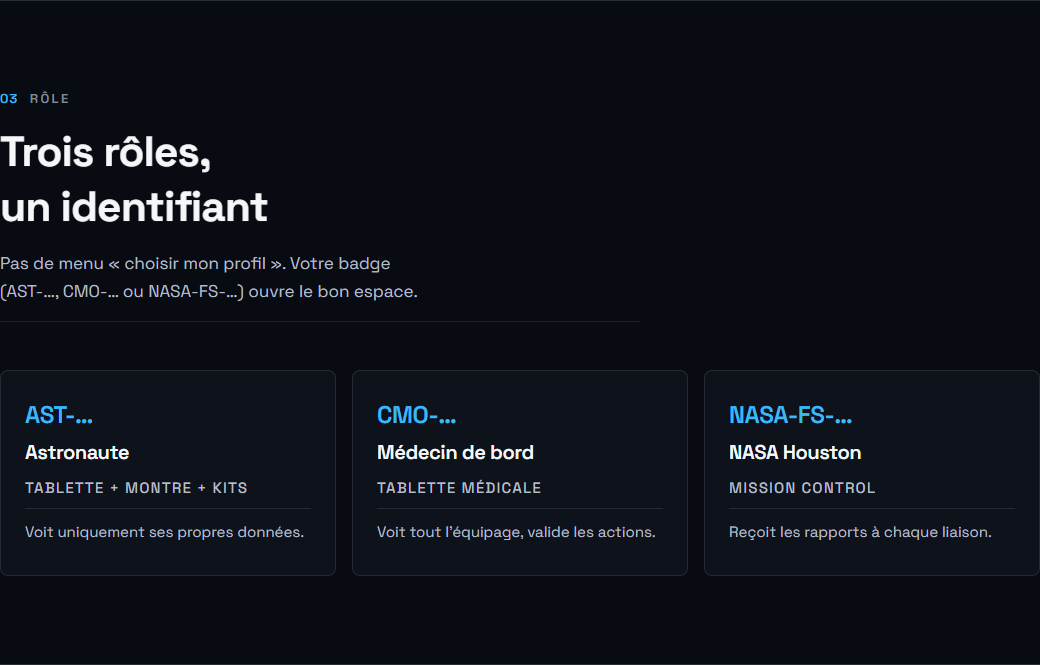 03 RÔLE
Trois rôles,
un identifiant
Pas de menu « choisir mon profil ». Votre badge
(AST-…, CMO-… ou NASA-FS-…) ouvre le bon espace.
AST-…
Astronaute
TABLETTE + MONTRE + KITS
Voit uniquement ses propres données.
CMO-…
Médecin de bord
TABLETTE MÉDICALE
Voit tout l'équipage, valide les actions.
NASA-FS-…
NASA Houston
MISSION CONTROL
Reçoit les rapports à chaque liaison.